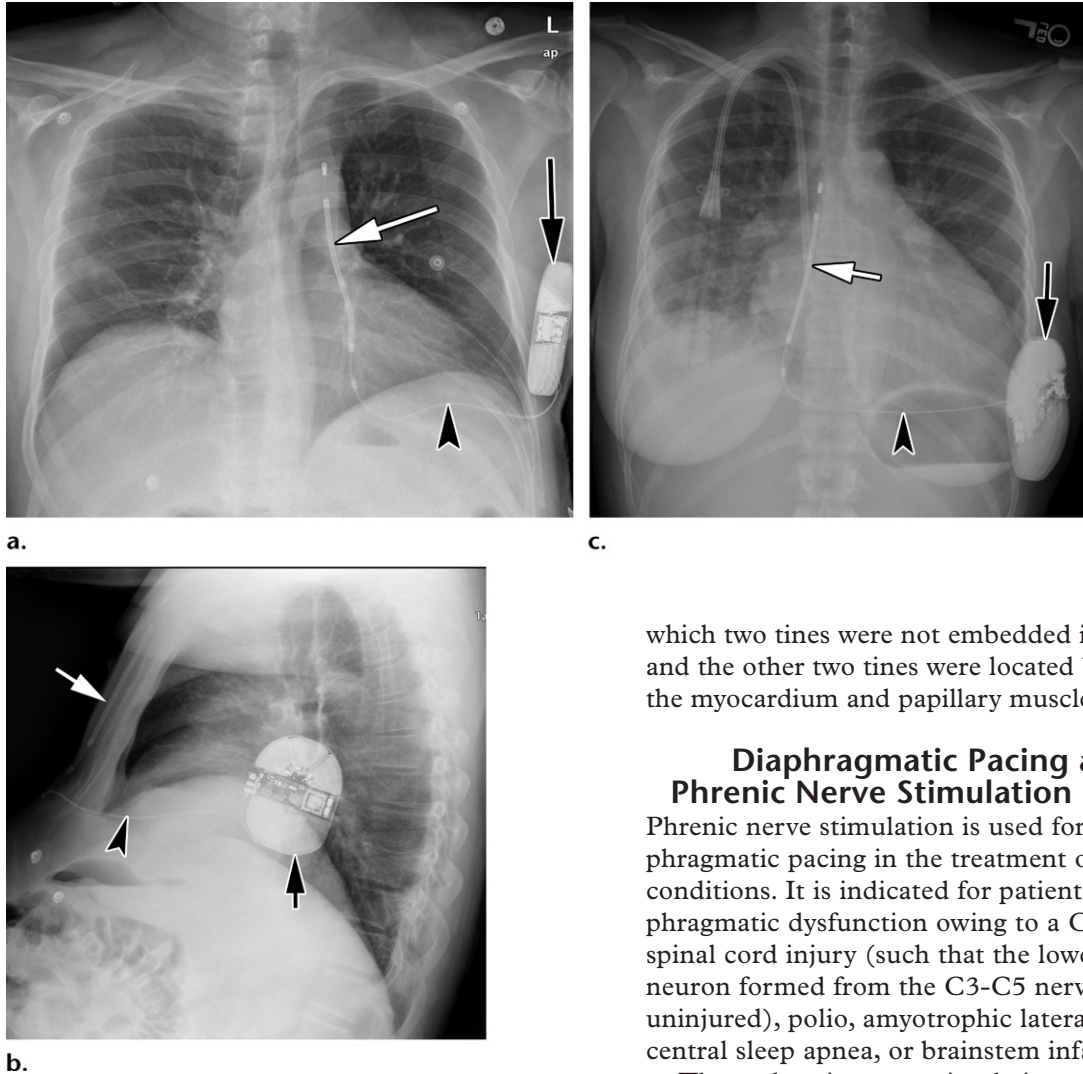 L
ap
a.
c.
b.
which two tines were not embedded i
and the other two tines were located
the myocardium and papillary muscle
Diaphragmatic Pacing a
Phrenic Nerve Stimulation
Phrenic nerve stimulation is used for
phragmatic pacing in the treatment o
conditions. It is indicated for patient
phragmatic dysfunction owing to a C
spinal cord injury (such that the lowe
neuron formed from the C3-C5 nerv
uninjured), polio, amyotrophic latera
central sleep apnea, or brainstem infa